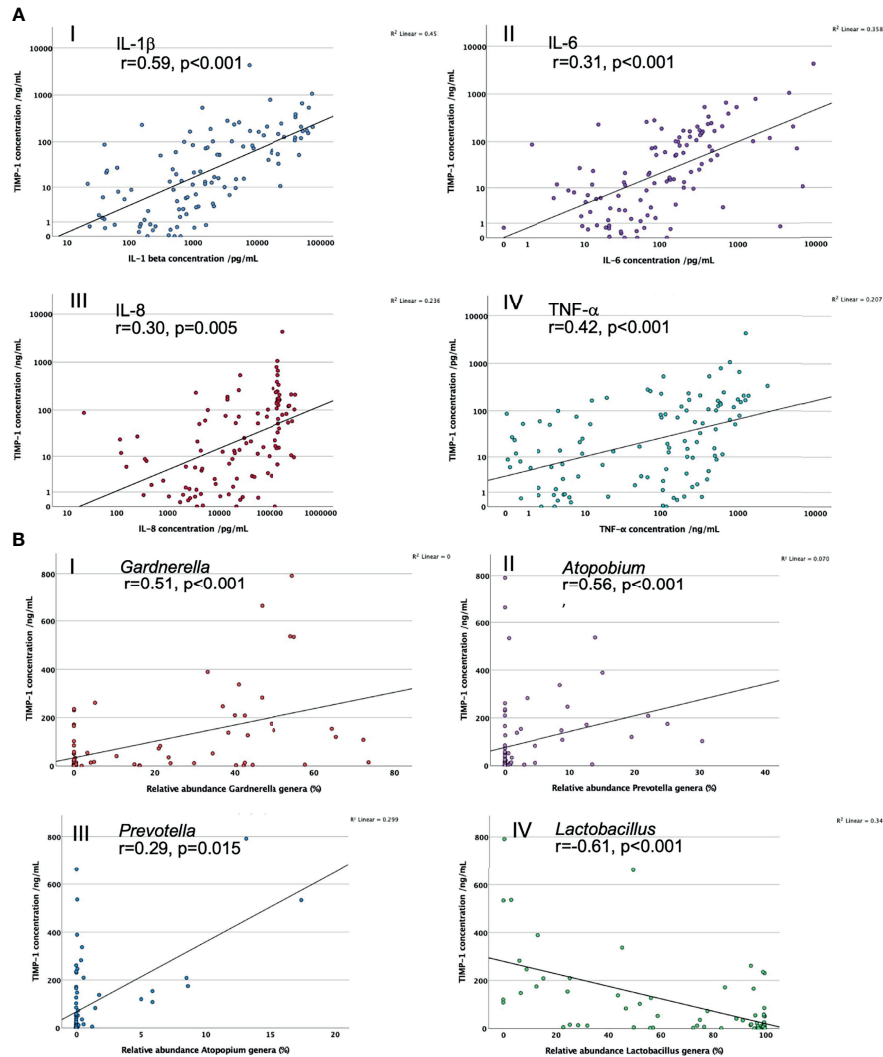 A
I
IL-1β
r=0.59, p<0.001
R² Linear = 0.45
TIMP-1 concentration /ng/mL
10000
1000
100
10
1
0
10 100 1000 10000 100000
IL-1 beta concentration /pg/mL
II
IL-6
r=0.31, p<0.001
R² Linear = 0.358
TIMP-1 concentration /ng/mL
10000
1000
100
10
1
0
0 1 10 100 1000 10000
IL-6 concentration /pg/mL
III
IL-8
r=0.30, p=0.005
R² Linear = 0.236
TIMP-1 concentration /ng/mL
10000
1000
100
10
1
0
10 100 1000 10000 100000 1000000
IL-8 concentration /pg/mL
IV
TNF-α
r=0.42, p<0.001
R² Linear = 0.207
TIMP-1 concentration /pg/mL
10000
1000
100
10
1
0
0 1 10 100 1000 10000
TNF-α concentration /ng/mL
B
I
Gardnerella
r=0.51, p<0.001
R² Linear = 0
TIMP-1 concentration /ng/mL
800
600
400
200
0
0 20 40 60 80
Relative abundance Gardnerella genera (%)
II
Atopobium
r=0.56, p<0.001
,
R² Linear = 0.070
TIMP-1 concentration /ng/mL
800
600
400
200
0
0 10 20 30 40
Relative abundance Prevotella genera (%)
III
Prevotella
r=0.29, p=0.015
R² Linear = 0.299
TIMP-1 concentration /ng/mL
800
600
400
200
0
0 5 10 15 20
Relative abundance Atopopium genera (%)
IV
Lactobacillus
r=-0.61, p<0.001
R² Linear = 0.34
TIMP-1 concentration /ng/mL
800
600
400
200
0
0 20 40 60 80 100
Relative abundance Lactobacillus genera (%)